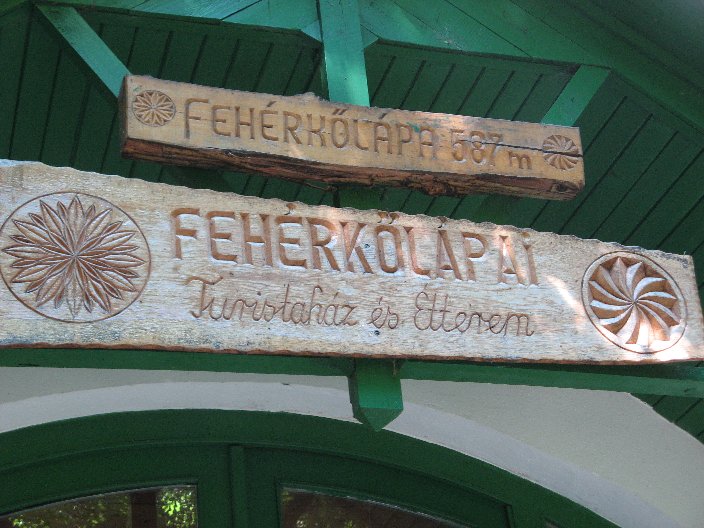 FEHÉRKŐLÁPA 587 m
FEHÉRKŐLÁPAI
Turistaház és Étterem